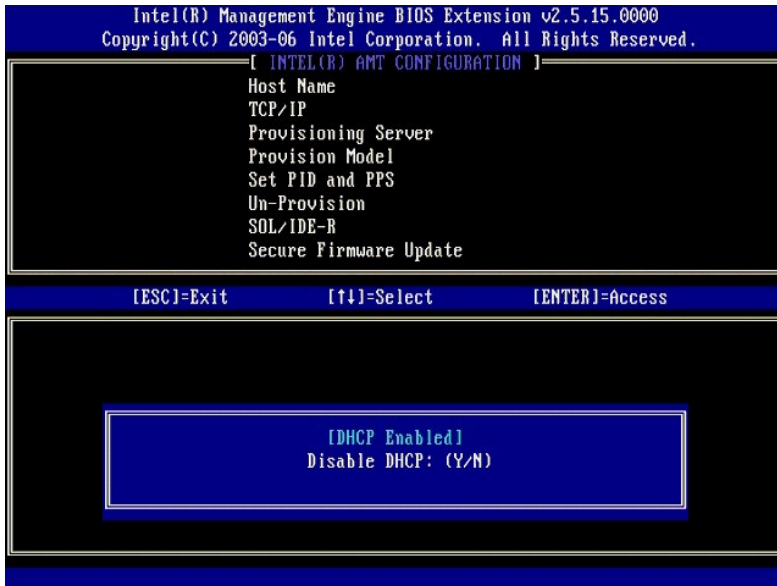 Intel(R) Management Engine BIOS Extension v2.5.15.0000
Copyright(C) 2003-06 Intel Corporation. All Rights Reserved.
[ INTEL(R) AMT CONFIGURATION ]
Host Name
TCP/IP
Provisioning Server
Provision Model
Set PID and PPS
Un-Provision
SOL/IDE-R
Secure Firmware Update
[ESC]=Exit [↑↓]=Select [ENTER]=Access
[DHCP Enabled]
Disable DHCP: (Y/N)